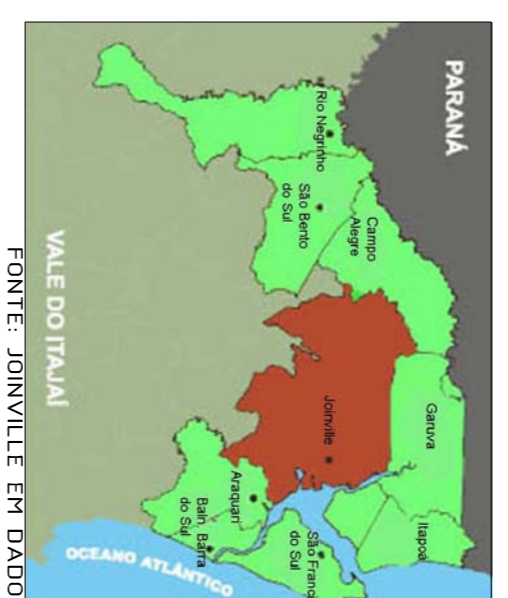 PARANÁ
Rio Negrinho
São Bento
do Sul
Campo
Alegre
Joinville
Garuva
Itapoá
Araquari
Baln. Barra
do Sul
São Franc
do Sul
VALE DO ITAJAÍ
OCEANO ATLÂNTICO
FONTE: JOINVILLE EM DADO